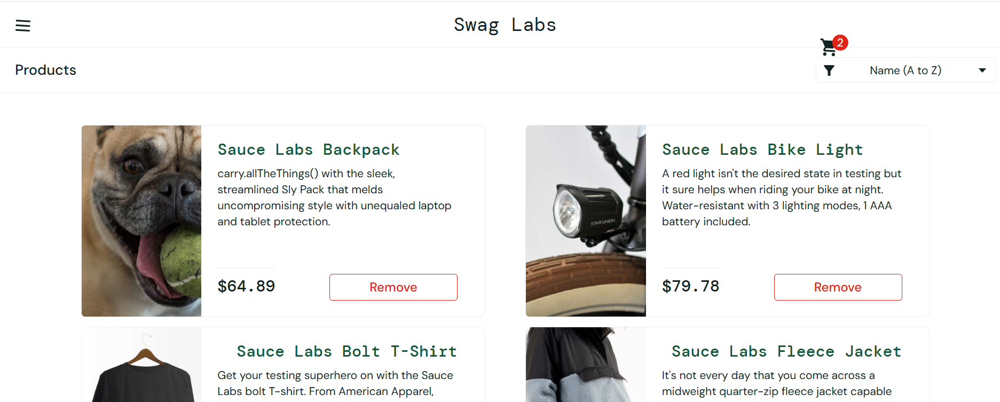 Swag Labs
2
Products
Name (A to Z)
Sauce Labs Backpack
carry.allTheThings() with the sleek,
streamlined Sly Pack that melds
uncompromising style with unequaled laptop
and tablet protection.
$64.89
Remove
Sauce Labs Bike Light
A red light isn't the desired state in testing but
it sure helps when riding your bike at night.
Water-resistant with 3 lighting modes, 1 AAA
battery included.
STAR UNION
$79.78
Remove
Sauce Labs Bolt T-Shirt
Get your testing superhero on with the Sauce
Labs bolt T-shirt. From American Apparel,
Sauce Labs Fleece Jacket
It's not every day that you come across a
midweight quarter-zip fleece jacket capable